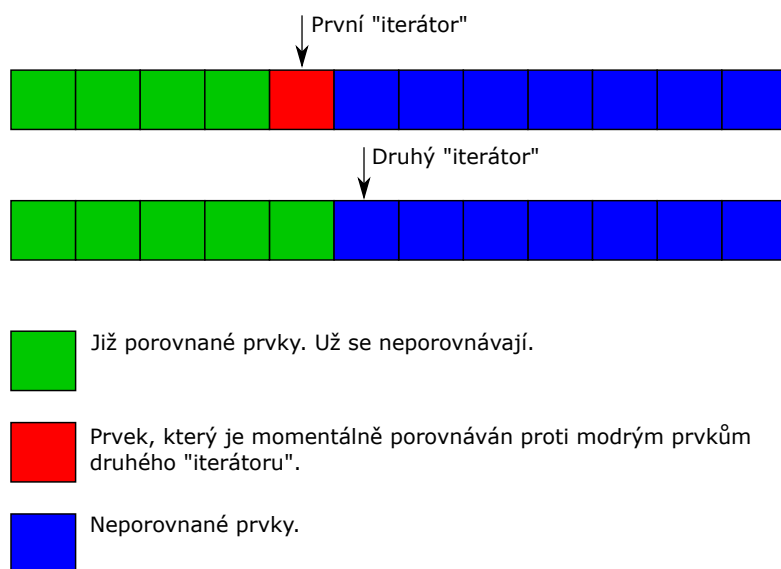 První "iterátor"
Druhý "iterátor"
Již porovnané prvky. Už se neporovnávají.
Prvek, který je momentálně porovnáván proti modrým prvkům
druhého "iterátoru".
Neporovnané prvky.